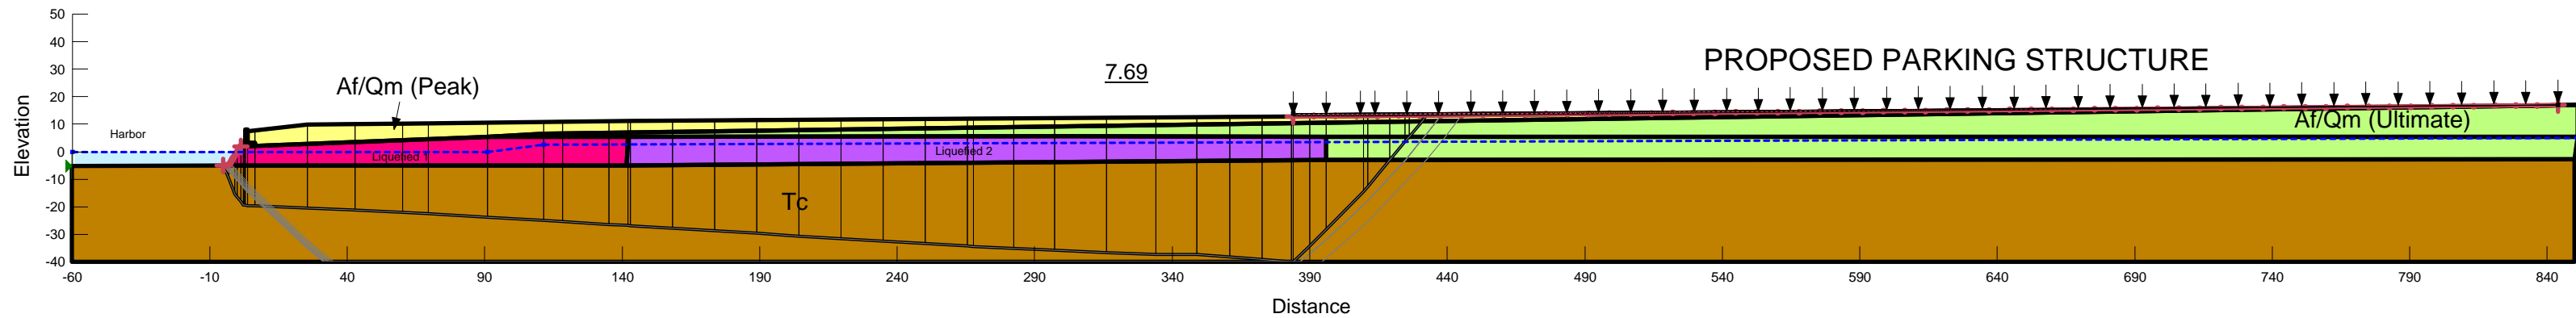 50
40
30
20
10
0
-10
-20
-30
-40
Elevation
Harbor
Af/Qm (Peak)
7.69
PROPOSED PARKING STRUCTURE
Af/Qm (Ultimate)
Liquefied 1
Liquefied 2
Tc
-60 -10 40 90 140 190 240 290 340 390 440 490 540 590 640 690 740 790 840
Distance